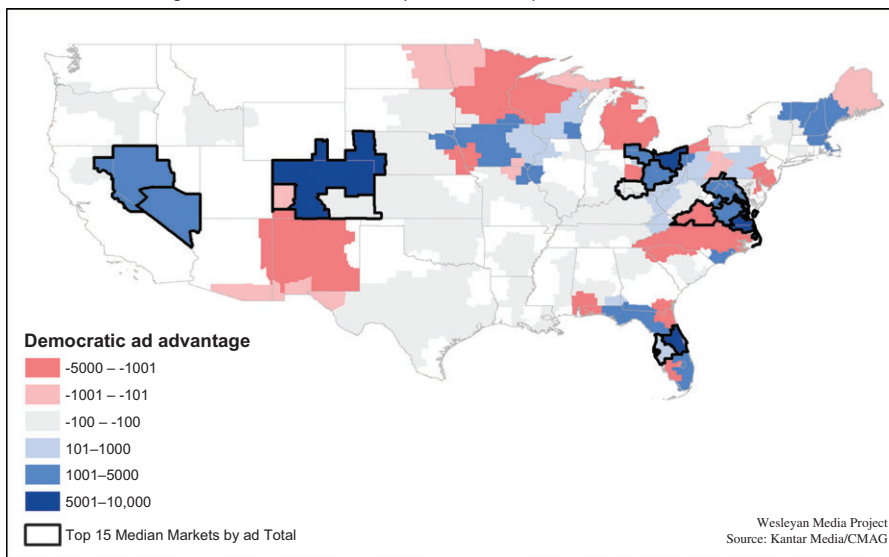 Democratic ad advantage
-5000 – -1001
-1001 – -101
-100 – -100
101–1000
1001–5000
5001–10,000
Top 15 Median Markets by ad Total
Wesleyan Media Project
Source: Kantar Media/CMAG